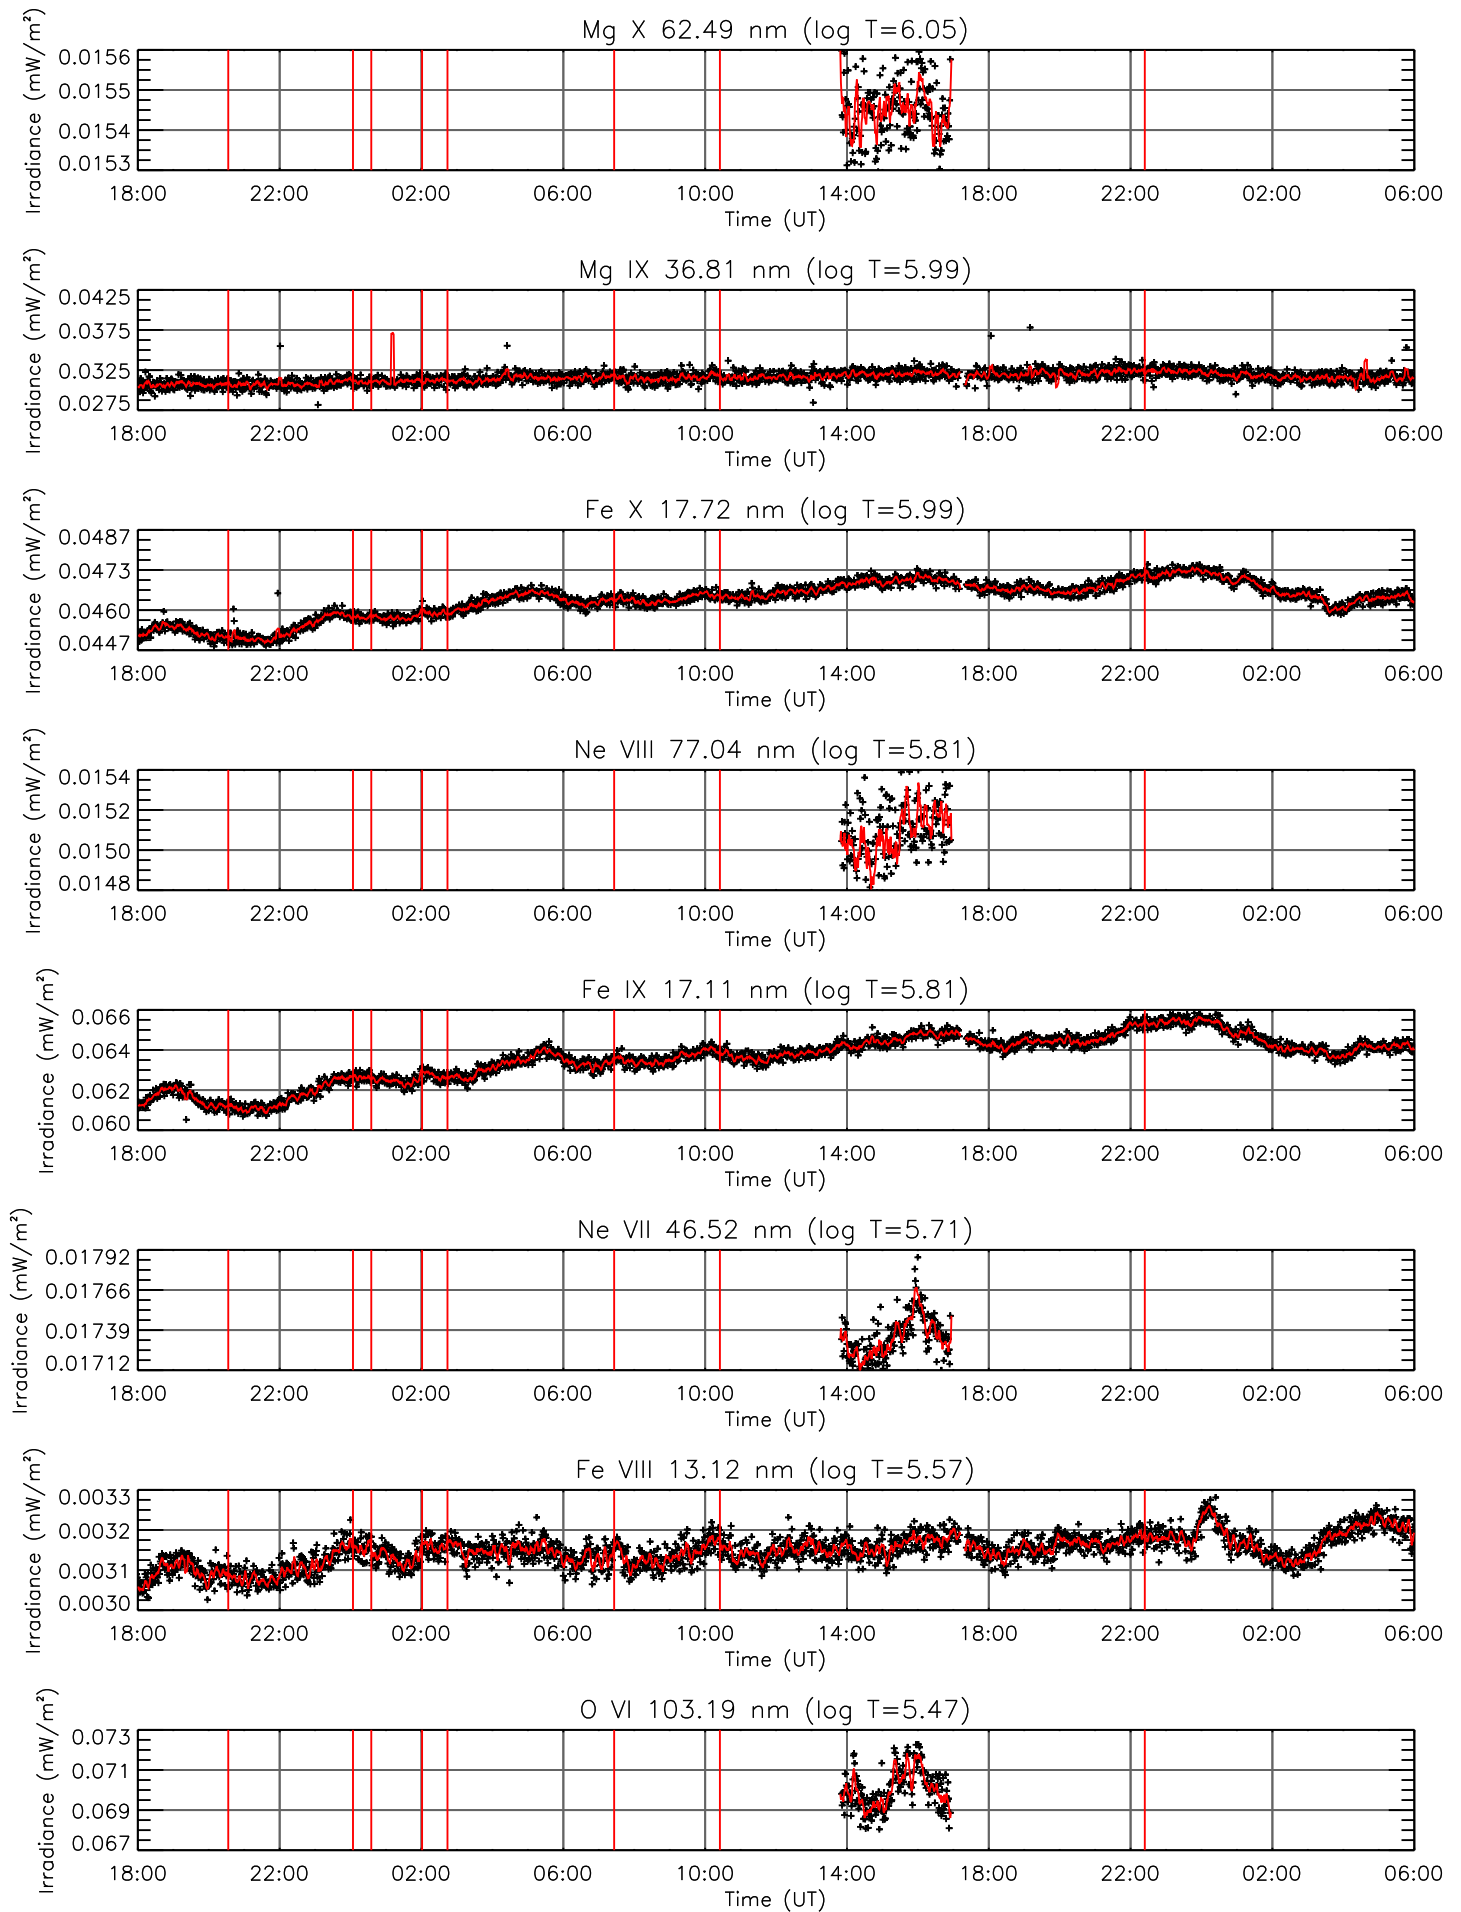 Mg X 62.49 nm (log T=6.05)
Irradiance (mW/m²)
0.0156
0.0155
0.0154
0.0153
18:00 22:00 02:00 06:00 10:00 14:00 18:00 22:00 02:00 06:00
Time (UT)
Mg IX 36.81 nm (log T=5.99)
Irradiance (mW/m²)
0.0425
0.0375
0.0325
0.0275
18:00 22:00 02:00 06:00 10:00 14:00 18:00 22:00 02:00 06:00
Time (UT)
Fe X 17.72 nm (log T=5.99)
Irradiance (mW/m²)
0.0487
0.0473
0.0460
0.0447
18:00 22:00 02:00 06:00 10:00 14:00 18:00 22:00 02:00 06:00
Time (UT)
Ne VIII 77.04 nm (log T=5.81)
Irradiance (mW/m²)
0.0154
0.0152
0.0150
0.0148
18:00 22:00 02:00 06:00 10:00 14:00 18:00 22:00 02:00 06:00
Time (UT)
Fe IX 17.11 nm (log T=5.81)
Irradiance (mW/m²)
0.066
0.064
0.062
0.060
18:00 22:00 02:00 06:00 10:00 14:00 18:00 22:00 02:00 06:00
Time (UT)
Ne VII 46.52 nm (log T=5.71)
Irradiance (mW/m²)
0.01792
0.01766
0.01739
0.01712
18:00 22:00 02:00 06:00 10:00 14:00 18:00 22:00 02:00 06:00
Time (UT)
Fe VIII 13.12 nm (log T=5.57)
Irradiance (mW/m²)
0.0033
0.0032
0.0031
0.0030
18:00 22:00 02:00 06:00 10:00 14:00 18:00 22:00 02:00 06:00
Time (UT)
O VI 103.19 nm (log T=5.47)
Irradiance (mW/m²)
0.073
0.071
0.069
0.067
18:00 22:00 02:00 06:00 10:00 14:00 18:00 22:00 02:00 06:00
Time (UT)